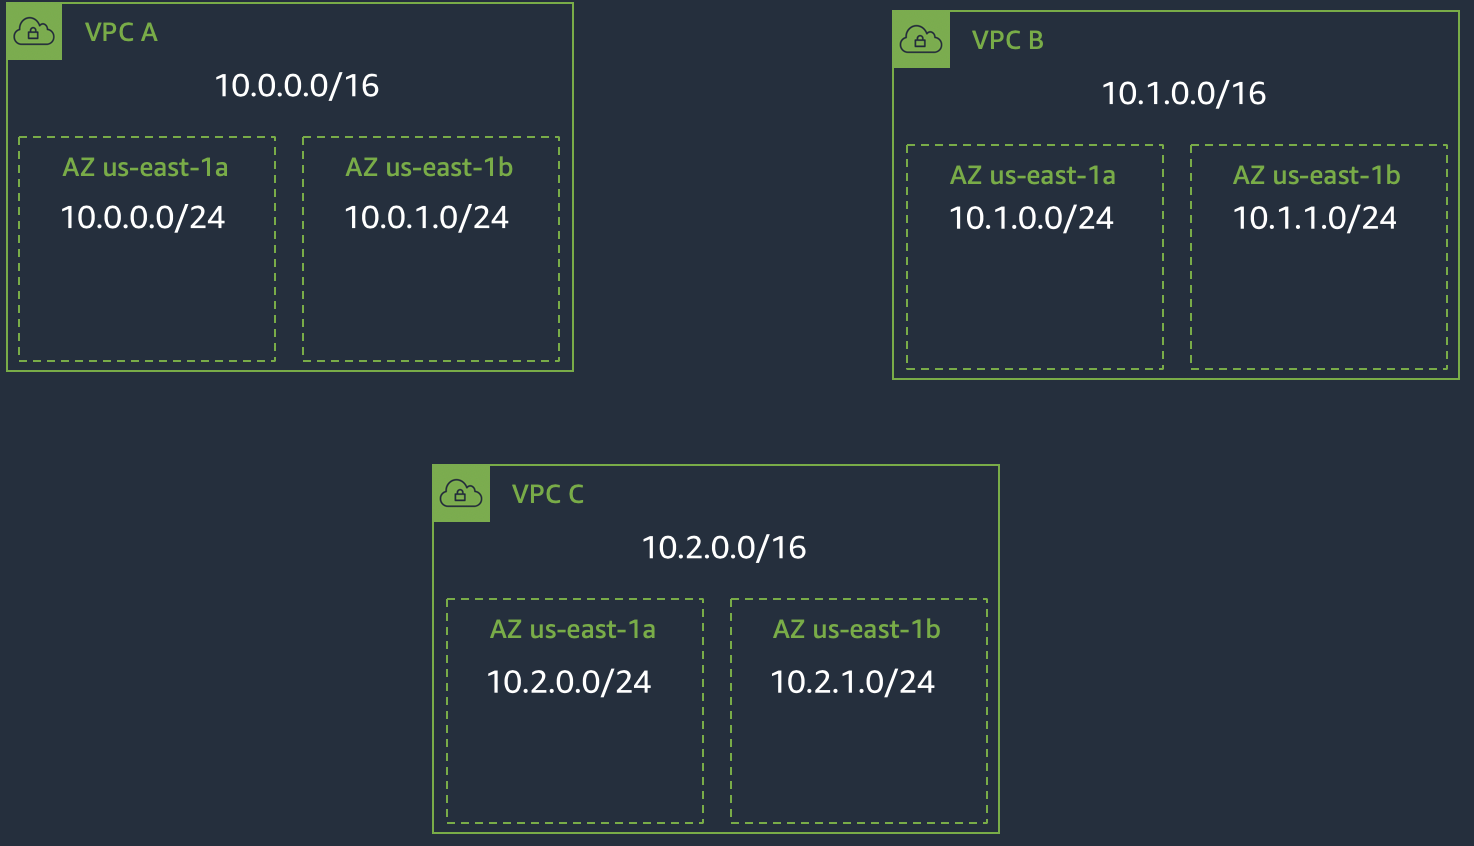 VPC A
10.0.0.0/16
AZ us-east-1a
10.0.0.0/24
AZ us-east-1b
10.0.1.0/24
VPC B
10.1.0.0/16
AZ us-east-1a
10.1.0.0/24
AZ us-east-1b
10.1.1.0/24
VPC C
10.2.0.0/16
AZ us-east-1a
10.2.0.0/24
AZ us-east-1b
10.2.1.0/24